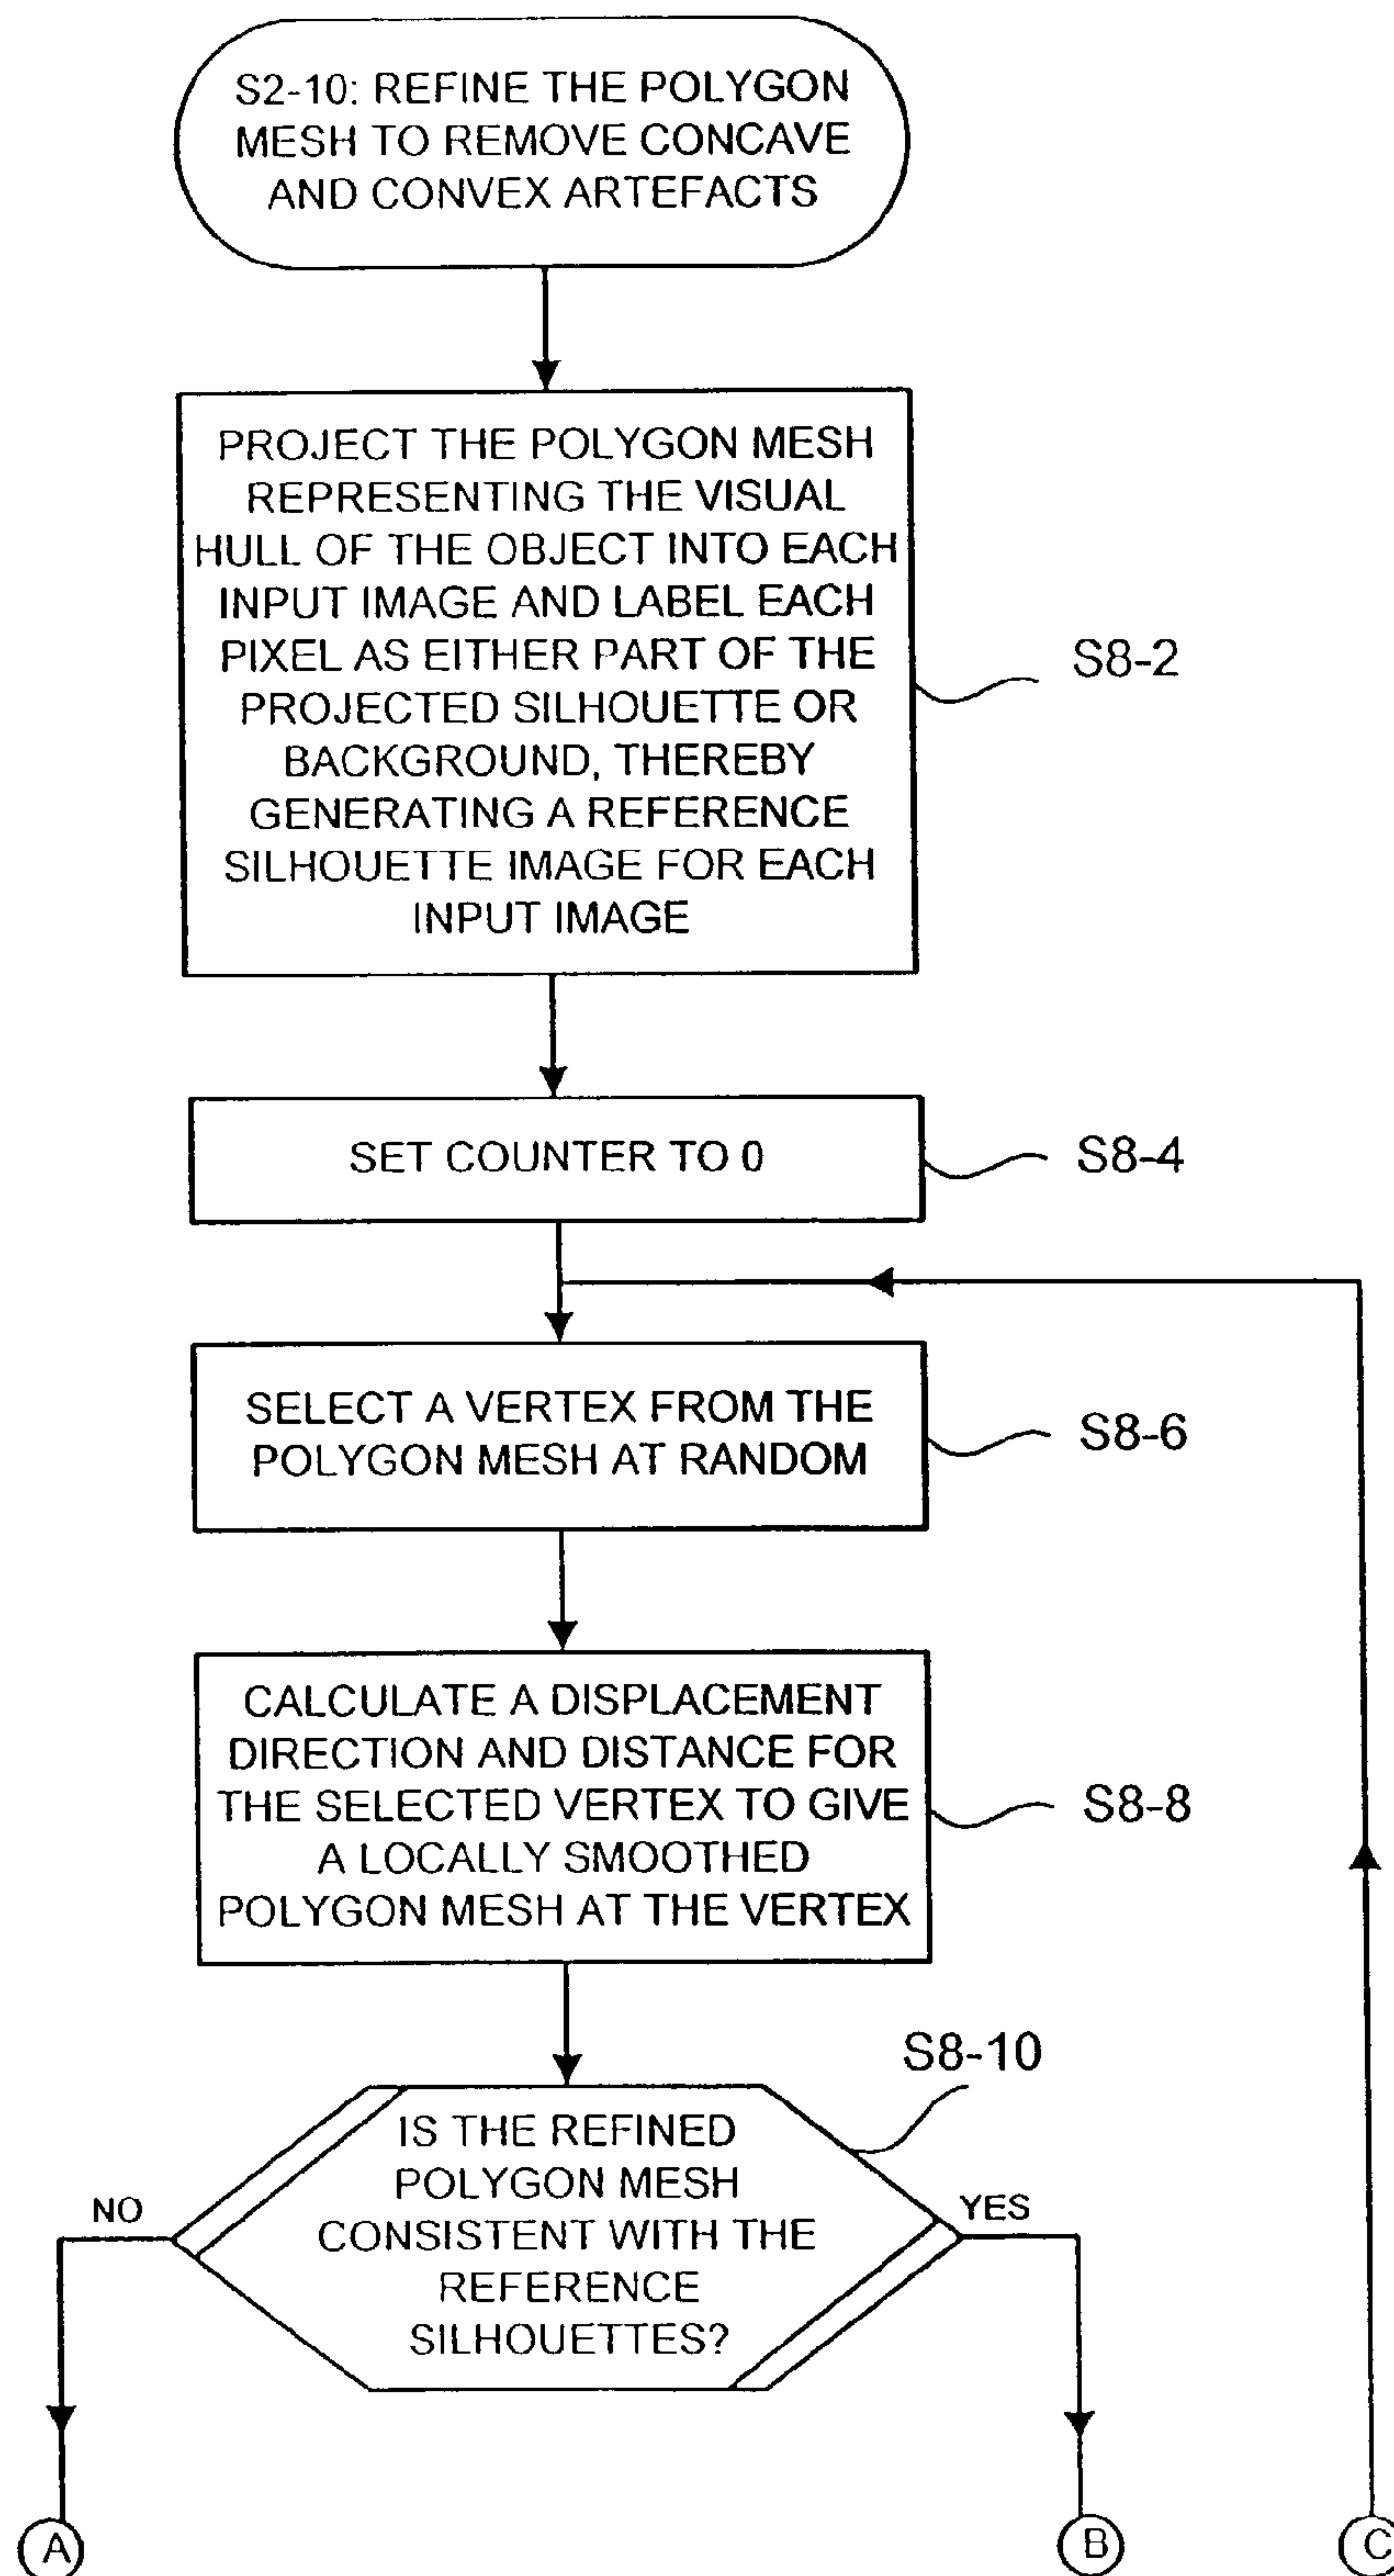 S2-10: REFINE THE POLYGON
MESH TO REMOVE CONCAVE
AND CONVEX ARTEFACTS
PROJECT THE POLYGON MESH
REPRESENTING THE VISUAL
HULL OF THE OBJECT INTO EACH
INPUT IMAGE AND LABEL EACH
PIXEL AS EITHER PART OF THE
PROJECTED SILHOUETTE OR
BACKGROUND, THEREBY
GENERATING A REFERENCE
SILHOUETTE IMAGE FOR EACH
INPUT IMAGE
S8-2
SET COUNTER TO 0
S8-4
SELECT A VERTEX FROM THE
POLYGON MESH AT RANDOM
S8-6
CALCULATE A DISPLACEMENT
DIRECTION AND DISTANCE FOR
THE SELECTED VERTEX TO GIVE
A LOCALLY SMOOTHED
POLYGON MESH AT THE VERTEX
S8-8
S8-10
IS THE REFINED
POLYGON MESH
CONSISTENT WITH THE
REFERENCE
SILHOUETTES?
NO
YES
A
B
C